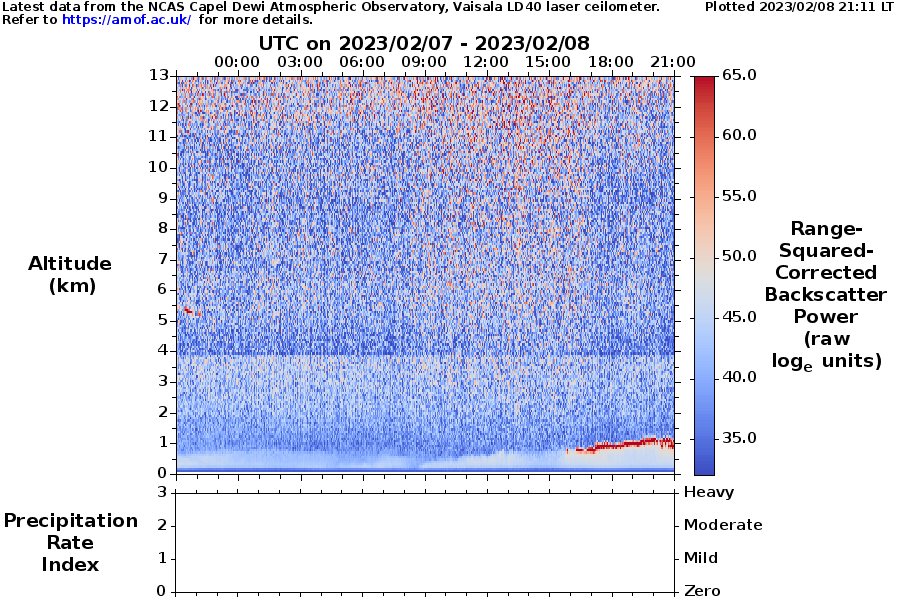 Latest data from the NCAS Capel Dewi Atmospheric Observatory, Vaisala LD40 laser ceilometer. Plotted 2023/02/08 21:11 LT
Refer to https://amof.ac.uk/ for more details.
UTC on 2023/02/07 - 2023/02/08
00:00 03:00 06:00 09:00 12:00 15:00 18:00 21:00
13
12
11
10
9
8
7
6
5
4
3
2
1
0
Altitude
(km)
65.0
60.0
55.0
50.0
45.0
40.0
35.0
Range-
Squared-
Corrected
Backscatter
Power
(raw
logₑ units)
3 Heavy
2 Moderate
1 Mild
0 Zero
Precipitation
Rate
Index